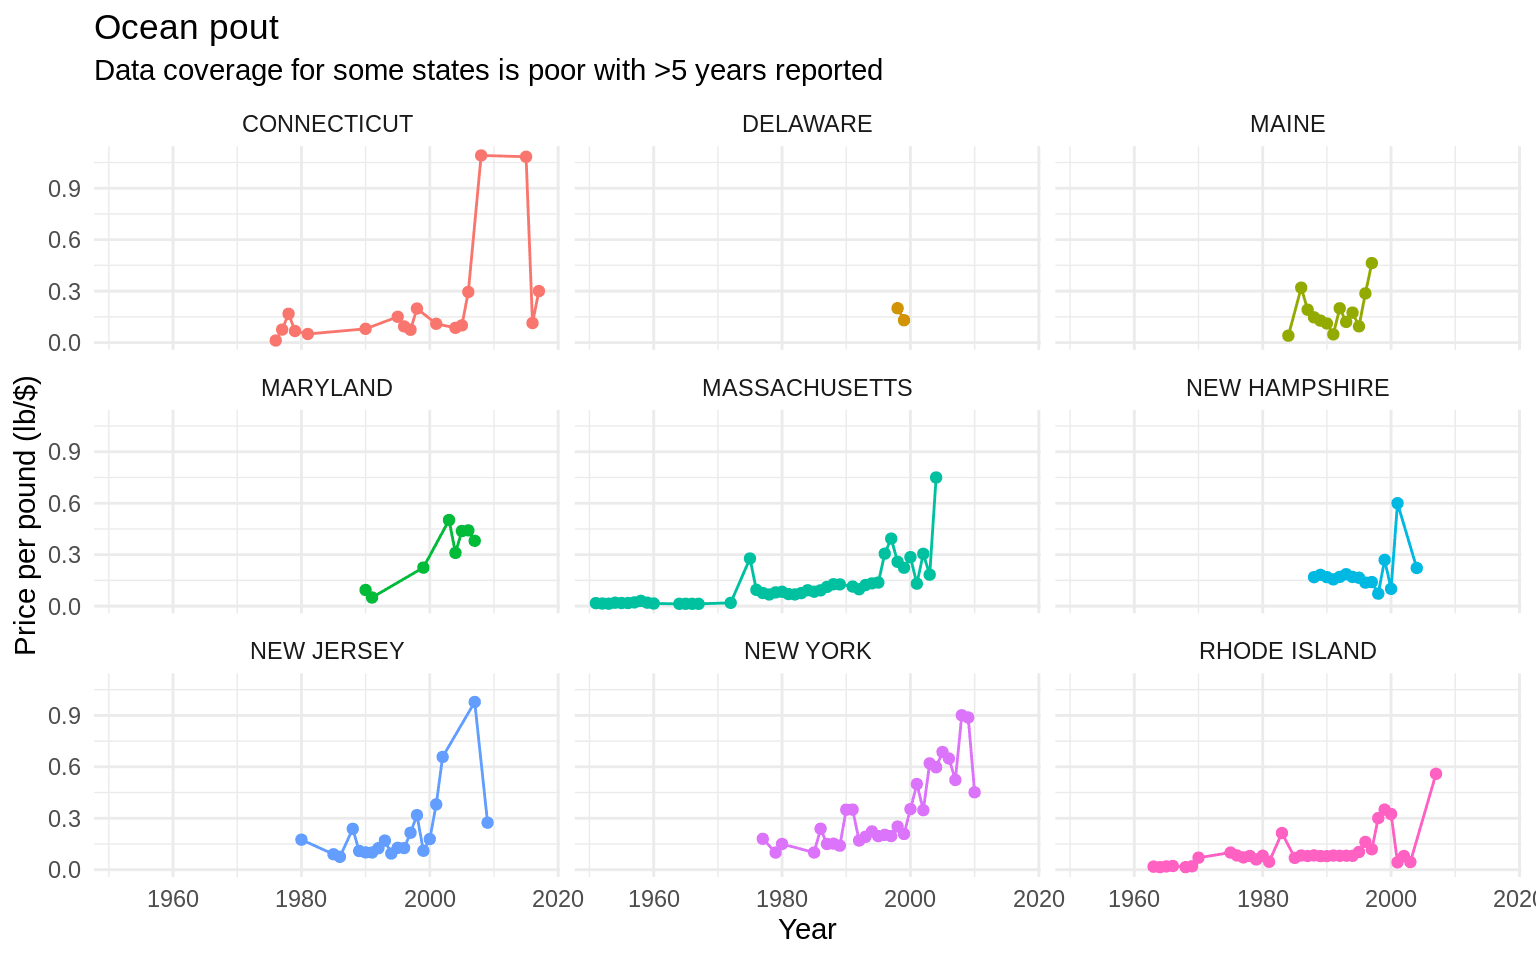 Ocean pout
Data coverage for some states is poor with >5 years reported
CONNECTICUT DELAWARE MAINE
0.9
0.6
0.3
0.0
MARYLAND MASSACHUSETTS NEW HAMPSHIRE
0.9
0.6
0.3
0.0
NEW JERSEY NEW YORK RHODE ISLAND
0.9
0.6
0.3
0.0
1960 1980 2000 2020 1960 1980 2000 2020 1960 1980 2000 2020
Year
Price per pound (lb/$)